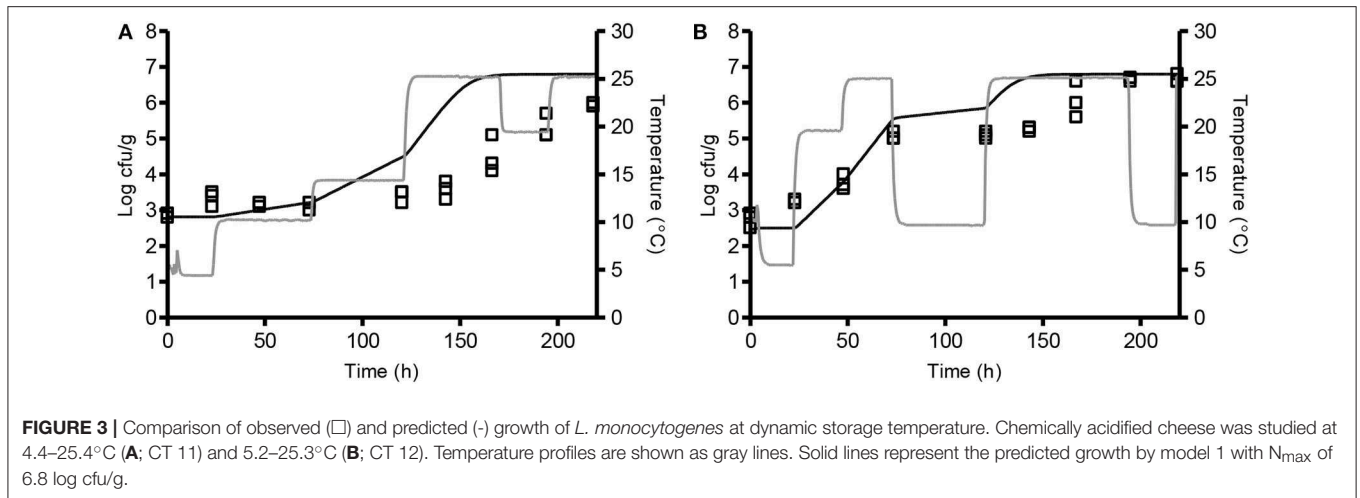 A
B
8
7
6
5
4
3
2
1
0
Log cfu/g
30
25
20
15
10
5
0
Temperature (°C)
0 50 100 150 200
Time (h)
8
7
6
5
4
3
2
1
0
Log cfu/g
30
25
20
15
10
5
0
Temperature (°C)
0 50 100 150 200
Time (h)
FIGURE 3 | Comparison of observed (□) and predicted (-) growth of L. monocytogenes at dynamic storage temperature. Chemically acidified cheese was studied at
4.4–25.4°C (A; CT 11) and 5.2–25.3°C (B; CT 12). Temperature profiles are shown as gray lines. Solid lines represent the predicted growth by model 1 with Nmax of
6.8 log cfu/g.